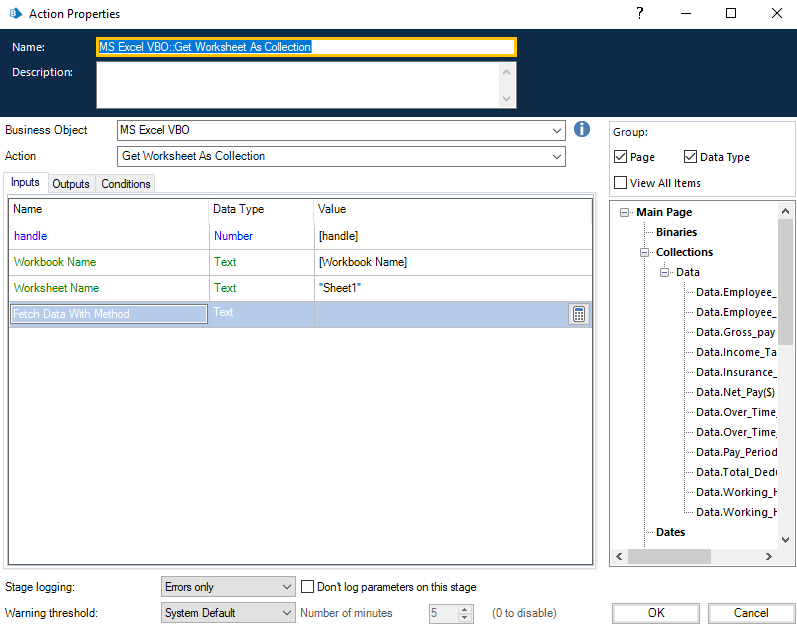 Action Properties
?
Name:
MS Excel VBO::Get Worksheet As Collection
Description:
Business Object
MS Excel VBO
Action
Get Worksheet As Collection
Inputs Outputs Conditions
Name Data Type Value
handle Number [handle]
Workbook Name Text [Workbook Name]
Worksheet Name Text "Sheet1"
Fetch Data With Method Text
Group:
Page Data Type
View All Items
Main Page
Binaries
Collections
Data
Data.Employee_
Data.Employee_
Data.Gross_pay
Data.Income_Ta
Data.Insurance_
Data.Net_Pay($)
Data.Over_Time_
Data.Over_Time_
Data.Pay_Period
Data.Total_Dedu
Data.Working_H
Data.Working_H
Dates
Stage logging: Errors only Don't log parameters on this stage
Warning threshold: System Default Number of minutes 5 (0 to disable)
OK Cancel